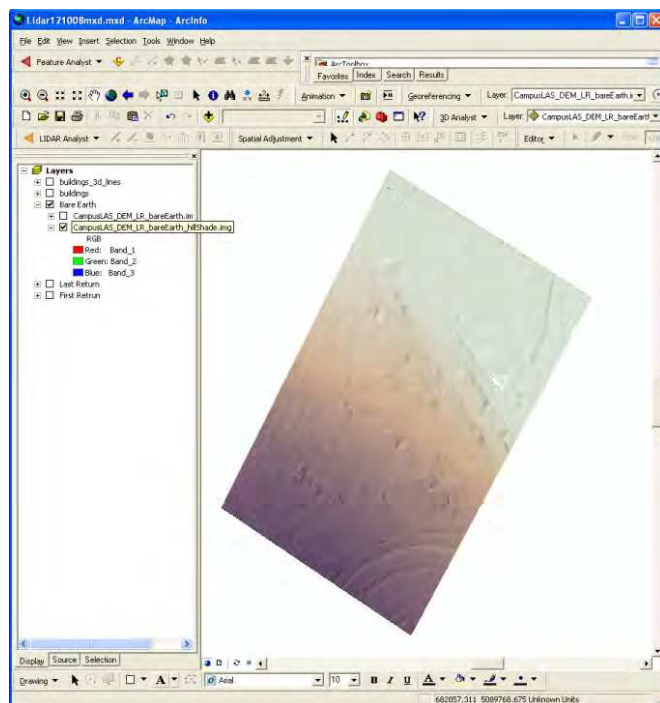 Lidar121008mxd.mxd - ArcMap - ArcInfo
File Edit View Insert Selection Tools Window Help
Feature Analyst
ArcToolbox
Favorites Index Search Results
Animation Georeferencing Layer: CampusLAS_DEM_LR_bareEarth.i
3D Analyst Layer: CampusLAS_DEM_LR_bareEart
LIDAR Analyst Spatial Adjustment Editor
Layers
buildings_3d_lines
buildings
Bare Earth
CampusLAS_DEM_LR_bareEarth.im
CampusLAS_DEM_LR_bareEarth_hillShade.img
RGB
Red: Band_1
Green: Band_2
Blue: Band_3
Last Return
First Retrun
Display Source Selection
Drawing A Arial 10 B I U A
682857.311 5089768.675 Unknown Units